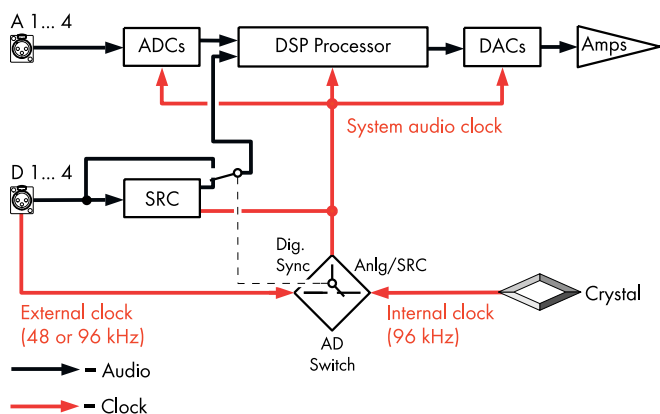 A 1... 4
ADCs
DSP Processor
DACs
Amps
System audio clock
D 1... 4
SRC
Dig.
Sync
Anlg/SRC
External clock
(48 or 96 kHz)
Internal clock
(96 kHz)
Crystal
AD
Switch
– Audio
– Clock